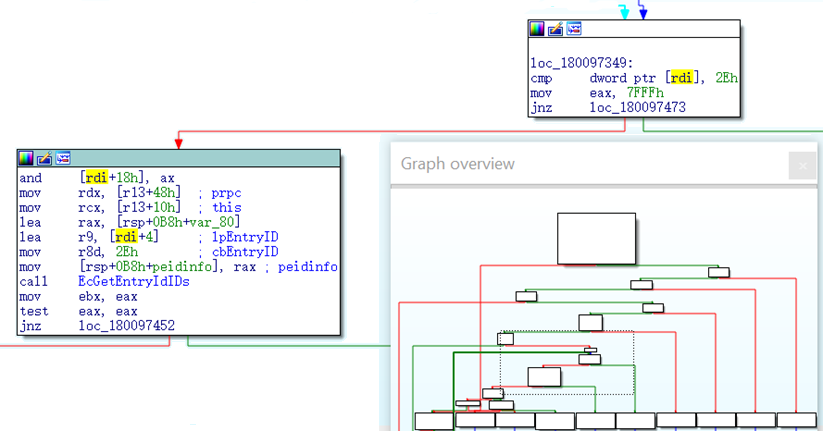 loc_180097349:
cmp dword ptr [rdi], 2Eh
mov eax, 7FFFh
jnz loc_180097473
and [rdi+18h], ax
mov rdx, [r13+48h] ; prpc
mov rcx, [r13+10h] ; this
lea rax, [rsp+0B8h+var_80]
lea r9, [rdi+4] ; lpEntryID
mov r8d, 2Eh ; cbEntryID
mov [rsp+0B8h+peidinfo], rax ; peidinfo
call EcGetEntryIdIDs
mov ebx, eax
test eax, eax
jnz loc_180097452
Graph overview